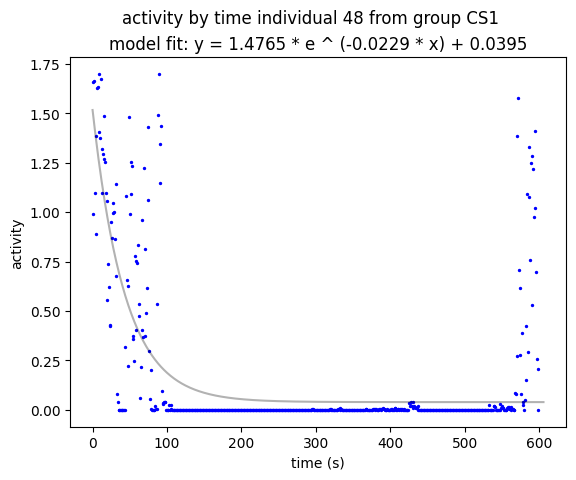 activity by time individual 48 from group CS1
model fit: y = 1.4765 * e ^ (-0.0229 * x) + 0.0395
1.75
1.50
1.25
1.00
0.75
0.50
0.25
0.00
activity
0 100 200 300 400 500 600
time (s)